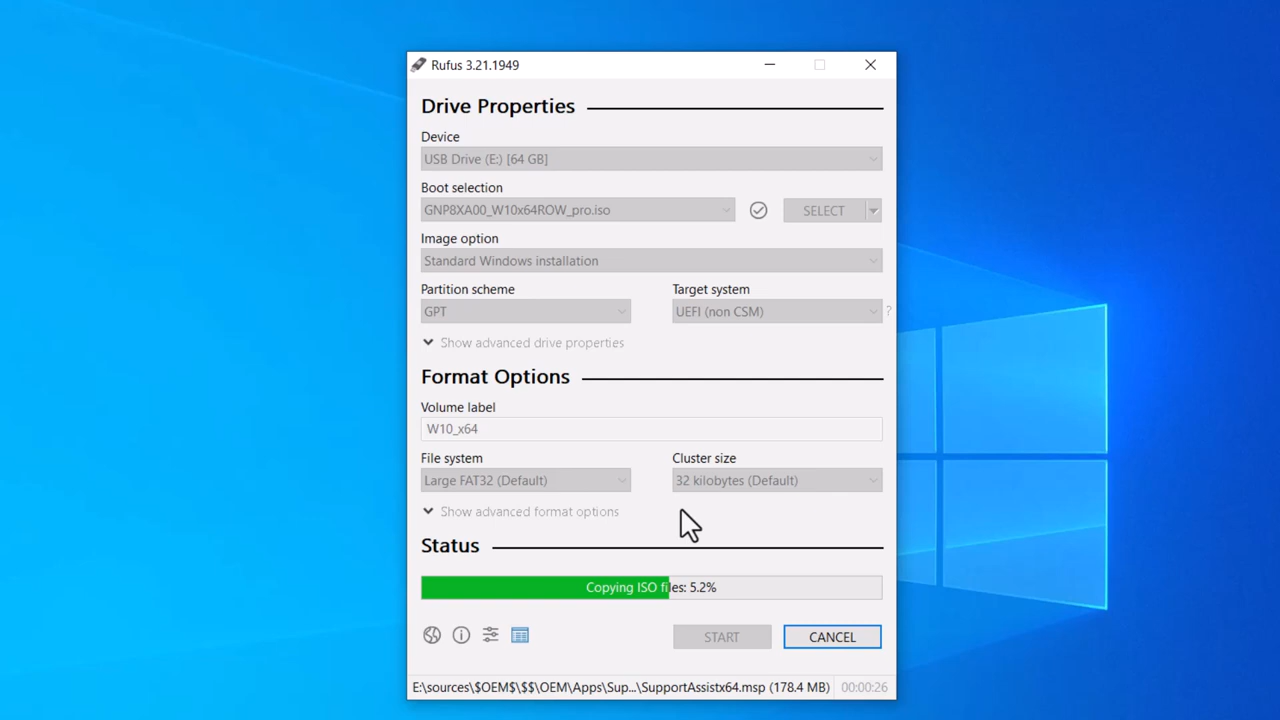 Rufus 3.21.1949
Drive Properties
Device
USB Drive (E:) [64 GB]
Boot selection
GNP8XA00_W10x64ROW_pro.iso
SELECT
Image option
Standard Windows installation
Partition scheme
Target system
GPT
UEFI (non CSM)
?
Show advanced drive properties
Format Options
Volume label
W10_x64
File system
Cluster size
Large FAT32 (Default)
32 kilobytes (Default)
Show advanced format options
Status
Copying ISO files: 5.2%
START
CANCEL
E:\sources\$OEM$\$$\OEM\Apps\Sup...\SupportAssistx64.msp (178.4 MB)
00:00:26